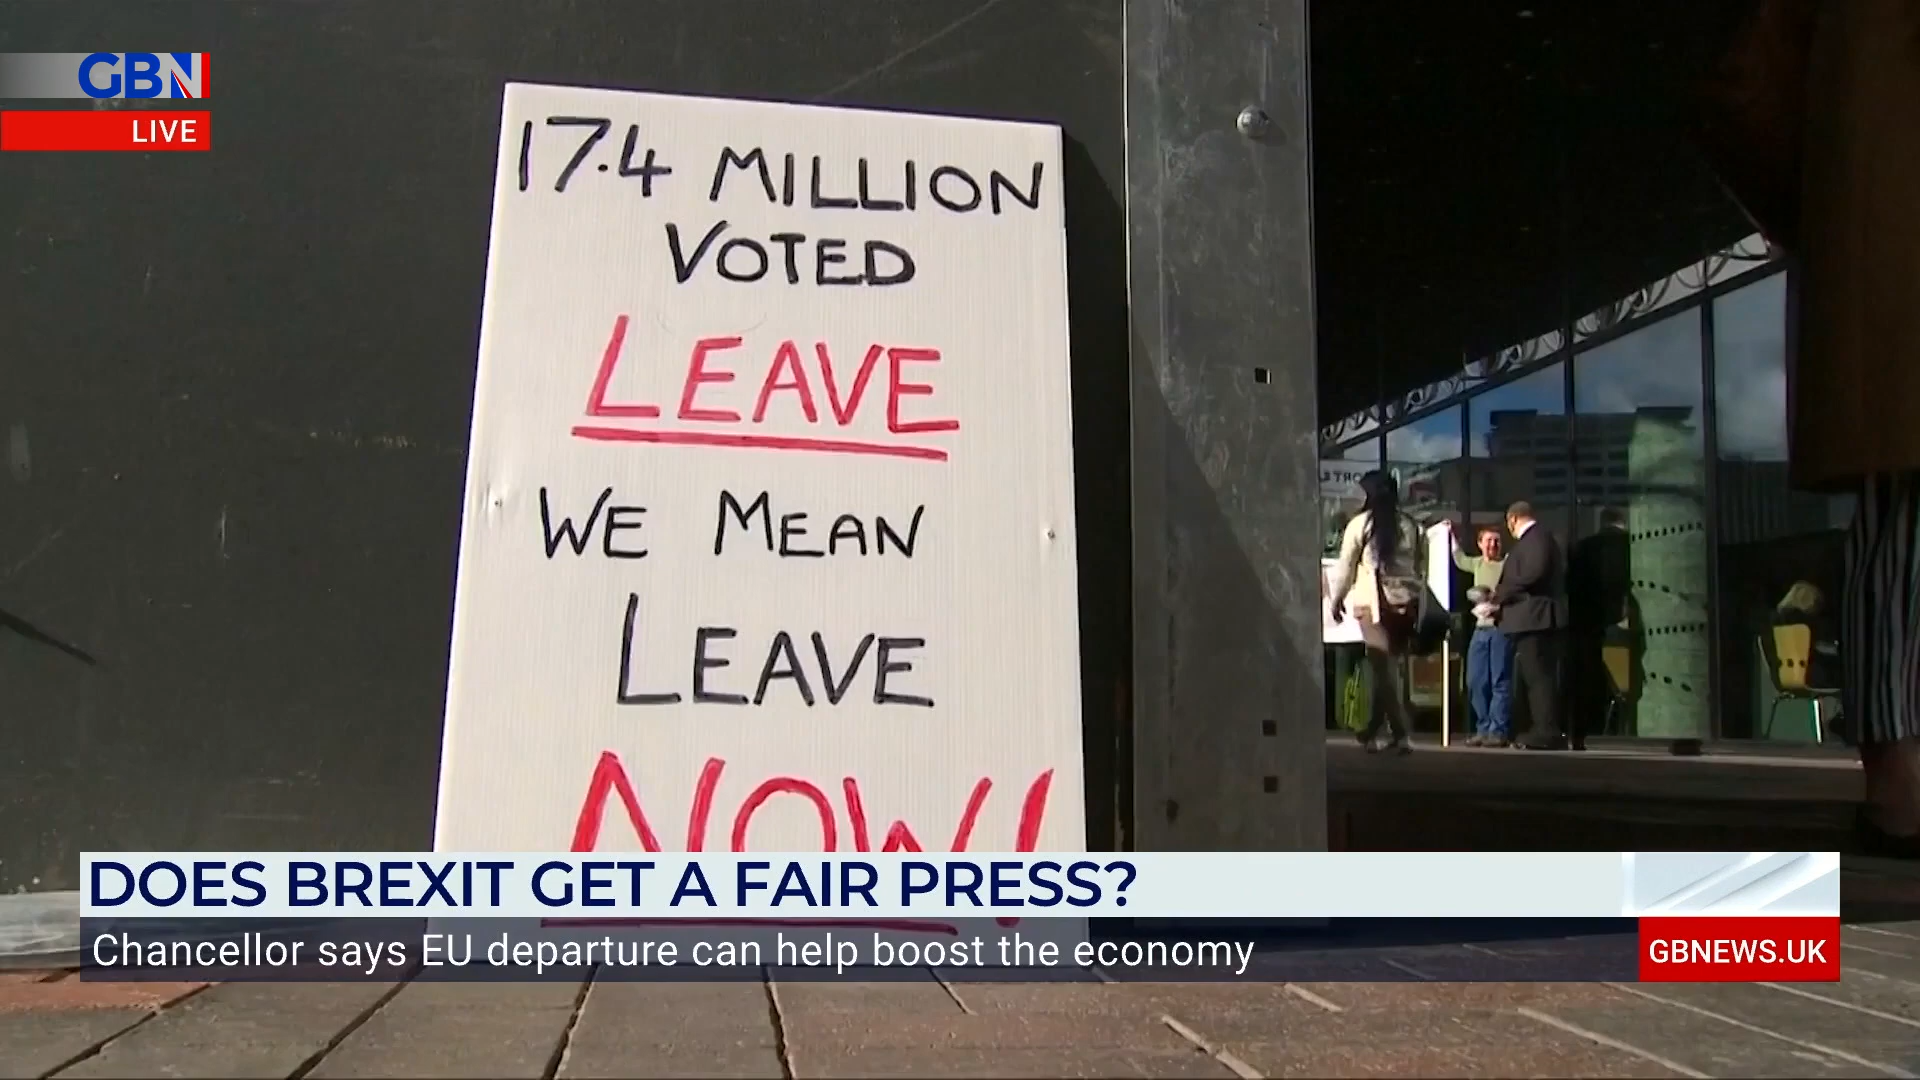 GBN
LIVE
17.4 MILLION
VOTED
LEAVE
WE MEAN
LEAVE
NOW!
DOES BREXIT GET A FAIR PRESS?
Chancellor says EU departure can help boost the economy
GBNEWS.UK